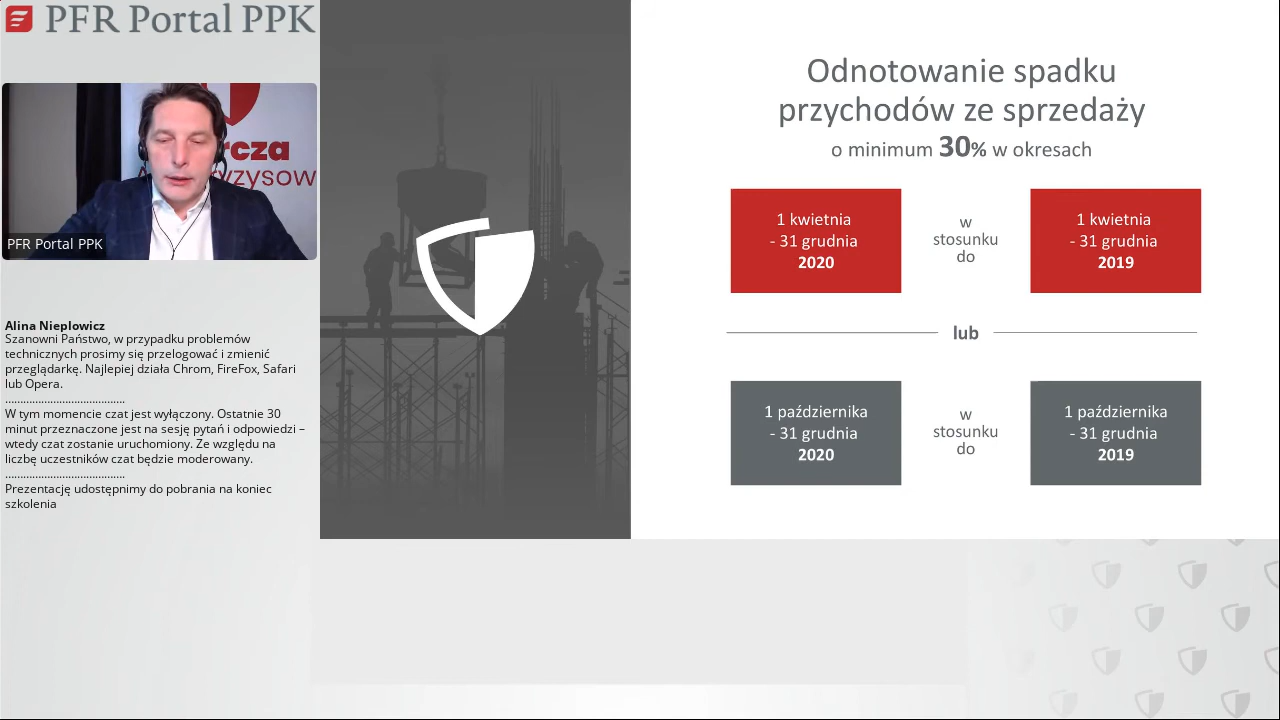 PFR Portal PPK
rcza
yzysow
PFR Portal PPK
Alina Nieplowicz
Szanowni Państwo, w przypadku problemów
technicznych prosimy się przelogować i zmienić
przeglądarkę. Najlepiej działa Chrom, FireFox, Safari
lub Opera.
........................................
W tym momencie czat jest wyłączony. Ostatnie 30
minut przeznaczone jest na sesję pytań i odpowiedzi –
wtedy czat zostanie uruchomiony. Ze względu na
liczbę uczestników czat będzie moderowany.
........................................
Prezentację udostępnimy do pobrania na koniec
szkolenia
Odnotowanie spadku
przychodów ze sprzedaży
o minimum 30% w okresach
1 kwietnia
- 31 grudnia
2020
w
stosunku
do
1 kwietnia
- 31 grudnia
2019
lub
1 października
- 31 grudnia
2020
w
stosunku
do
1 października
- 31 grudnia
2019